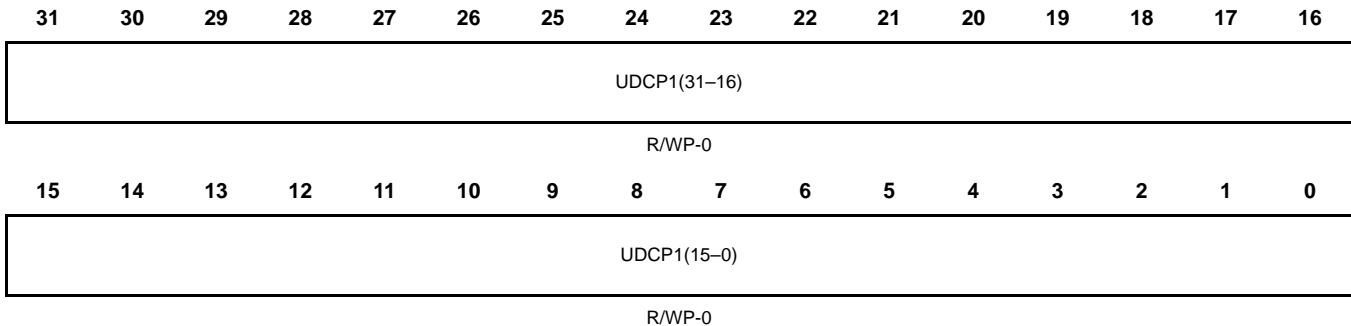 31 30 29 28 27 26 25 24 23 22 21 20 19 18 17 16
UDCP1(31–16)
R/WP-0
15 14 13 12 11 10 9 8 7 6 5 4 3 2 1 0
UDCP1(15–0)
R/WP-0